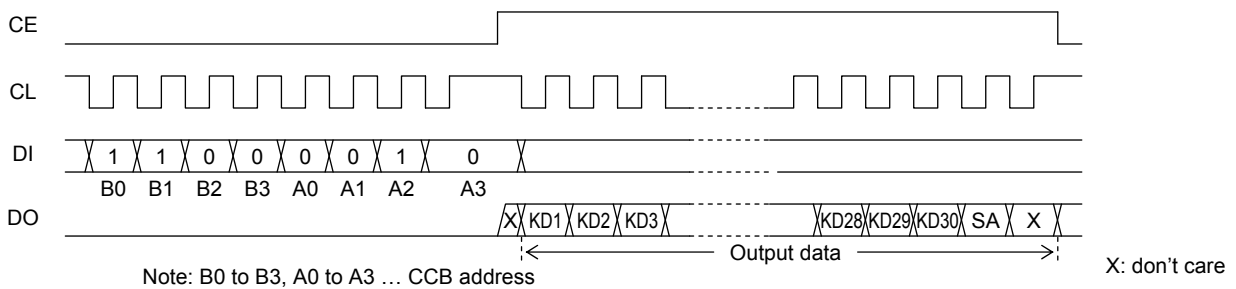 CE
CL
DI 1 1 0 0 0 0 1 0
B0 B1 B2 B3 A0 A1 A2 A3
DO X KD1 KD2 KD3 KD28 KD29 KD30 SA X
Output data
X: don't care
Note: B0 to B3, A0 to A3 … CCB address